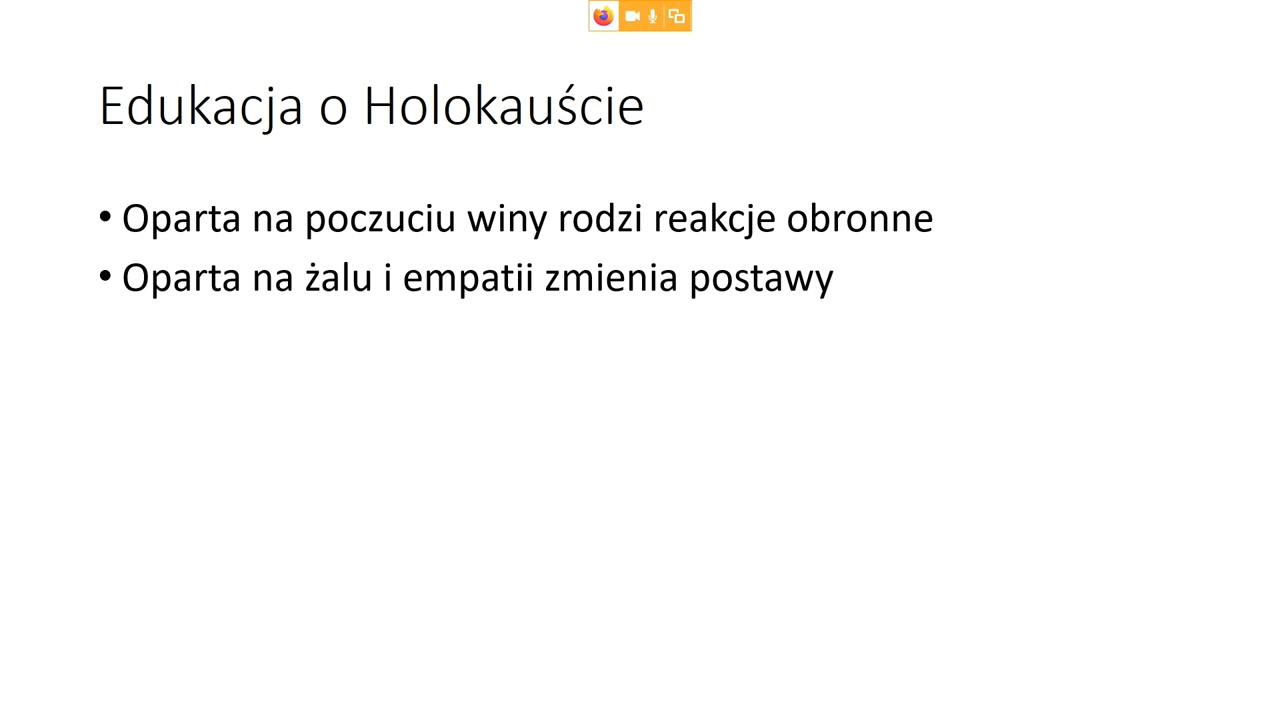 Edukacja o Holokauście
• Oparta na poczuciu winy rodzi reakcje obronne
• Oparta na żalu i empatii zmienia postawy